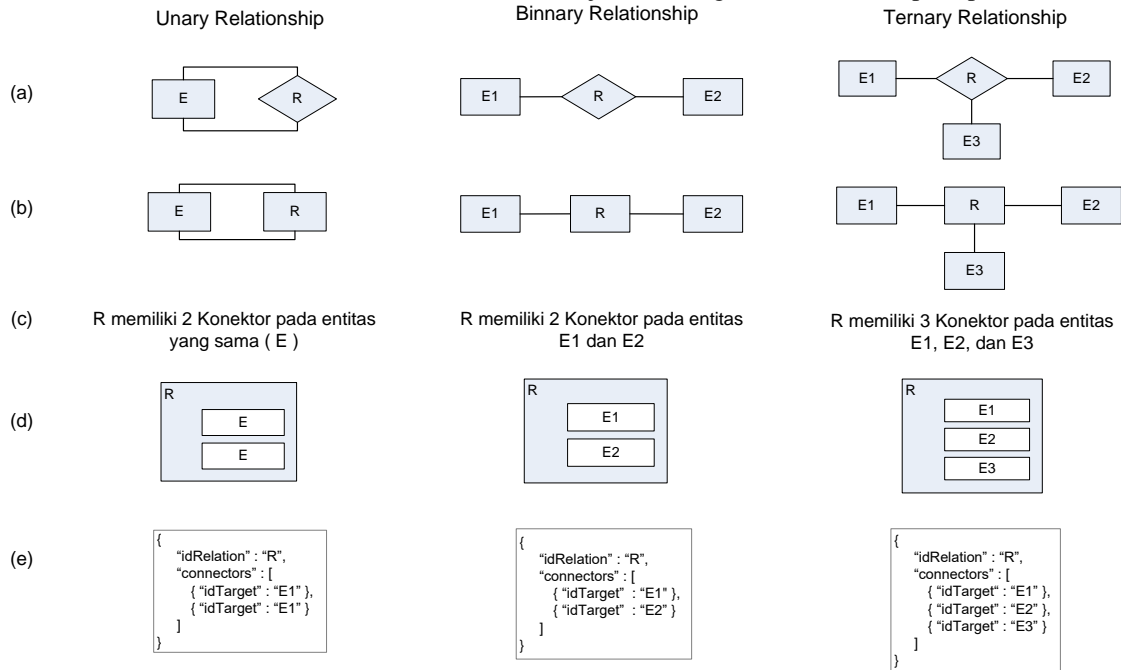 Unary Relationship
Binnary Relationship
Ternary Relationship
(a)
E
R
E1
R
E2
E1
R
E2
E3
(b)
E
R
E1
R
E2
E1
R
E2
E3
(c)
R memiliki 2 Konektor pada entitas
yang sama ( E )
R memiliki 2 Konektor pada entitas
E1 dan E2
R memiliki 3 Konektor pada entitas
E1, E2, dan E3
(d)
R
E
E
R
E1
E2
R
E1
E2
E3
(e)
{
“idRelation” : “R”,
“connectors” : [
{ “idTarget” : “E1” },
{ “idTarget” : “E1” }
]
}
{
“idRelation” : “R”,
“connectors” : [
{ “idTarget”  : “E1” },
{ “idTarget”  : “E2” }
]
}
{
“idRelation” : “R”,
“connectors” : [
{ “idTarget“ : “E1” },
{ “idTarget” : “E2” },
{ “idTarget” : “E3” }
]
}